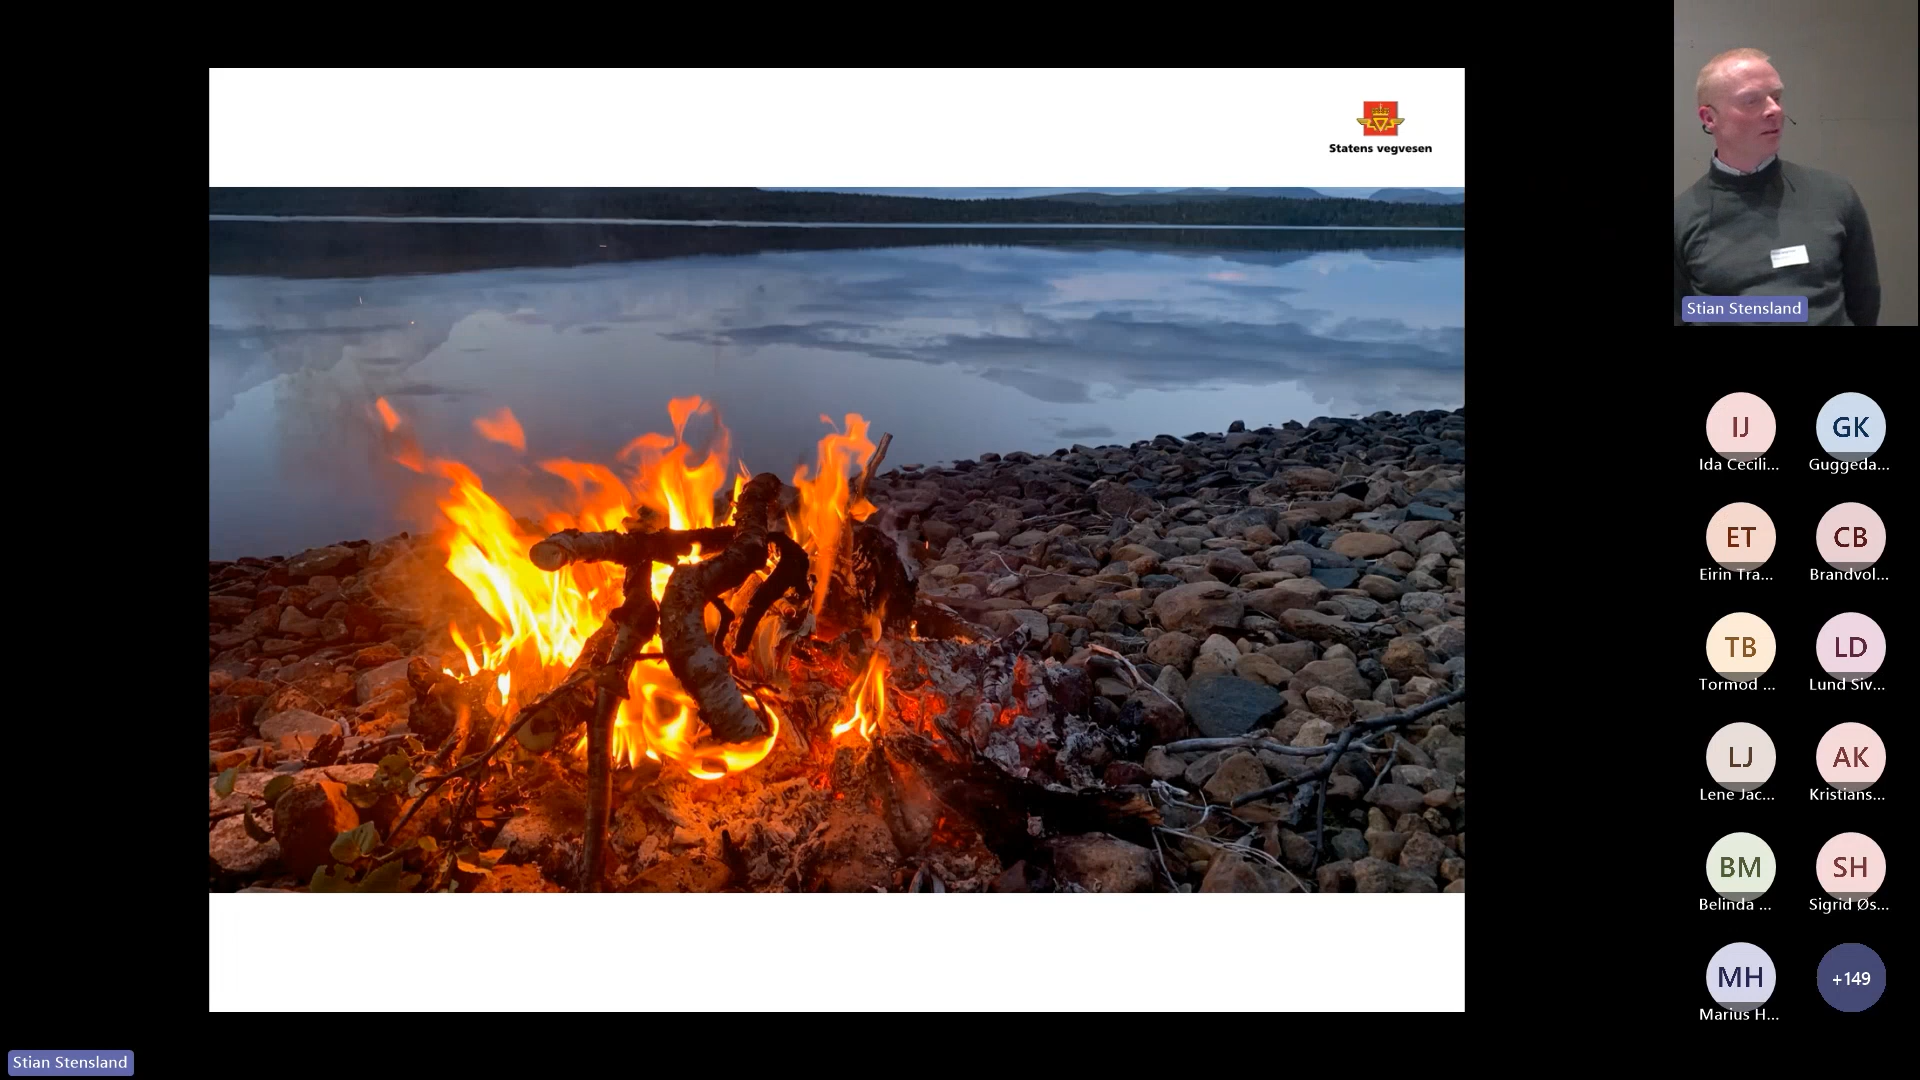 Statens vegvesen
Stian Stensland
IJ
GK
Ida Cecili...
Guggeda...
ET
CB
Eirin Tra...
Brandvol...
TB
LD
Tormod ...
Lund Siv...
LJ
AK
Lene Jac...
Kristians...
BM
SH
Belinda ...
Sigrid Øs...
MH
+149
Marius H...
Stian Stensland